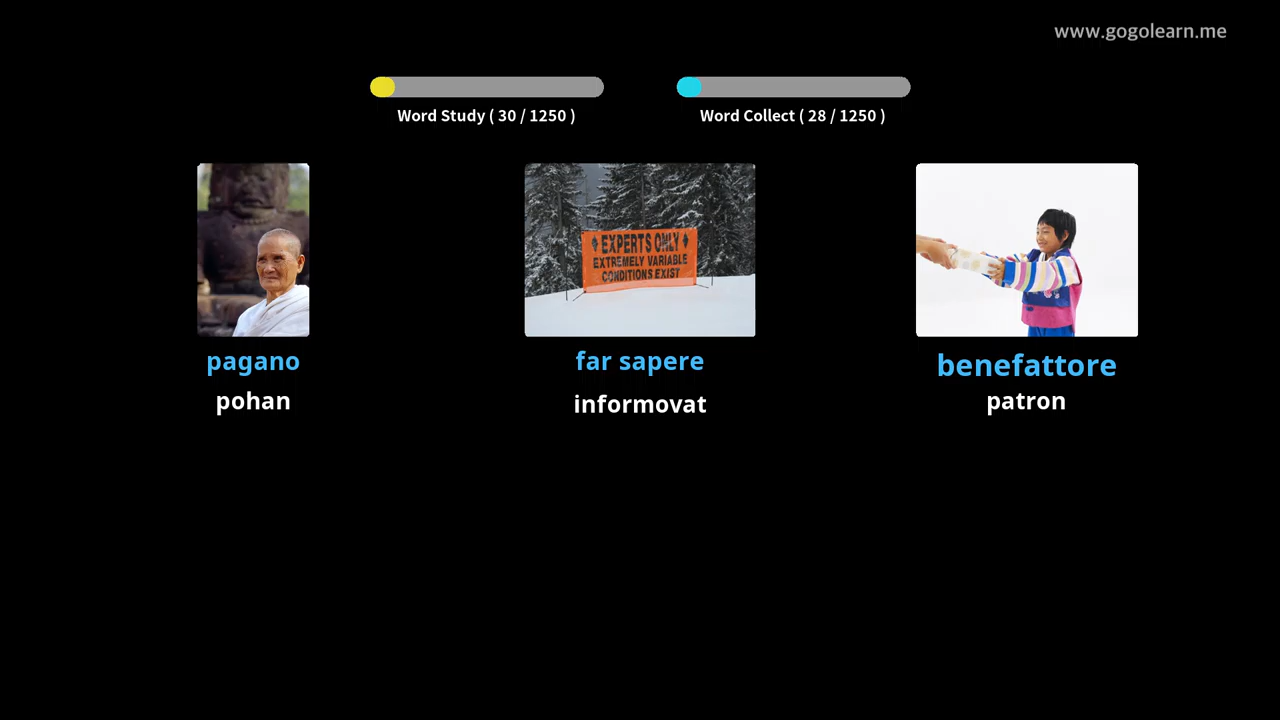 www.gogolearn.me
Word Study ( 30 / 1250 )
Word Collect ( 28 / 1250 )
EXPERTS ONLY
EXTREMELY VARIABLE
CONDITIONS EXIST
pagano
far sapere
benefattore
pohan
informovat
patron